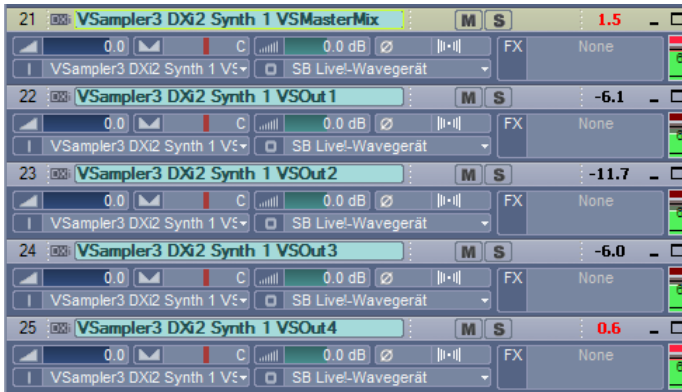 21 DXi VSampler3 DXi2 Synth 1 VSMasterMix M S 1.5
0.0 C 0.0 dB Ø FX None
VSampler3 DXi2 Synth 1 VS SB Live!-Wavegerät
22 DXi VSampler3 DXi2 Synth 1 VSOut1 M S -6.1
0.0 C 0.0 dB Ø FX None
VSampler3 DXi2 Synth 1 VS SB Live!-Wavegerät
23 DXi VSampler3 DXi2 Synth 1 VSOut2 M S -11.7
0.0 C 0.0 dB Ø FX None
VSampler3 DXi2 Synth 1 VS SB Live!-Wavegerät
24 DXi VSampler3 DXi2 Synth 1 VSOut3 M S -6.0
0.0 C 0.0 dB Ø FX None
VSampler3 DXi2 Synth 1 VS SB Live!-Wavegerät
25 DXi VSampler3 DXi2 Synth 1 VSOut4 M S 0.6
0.0 C 0.0 dB Ø FX None
VSampler3 DXi2 Synth 1 VS SB Live!-Wavegerät